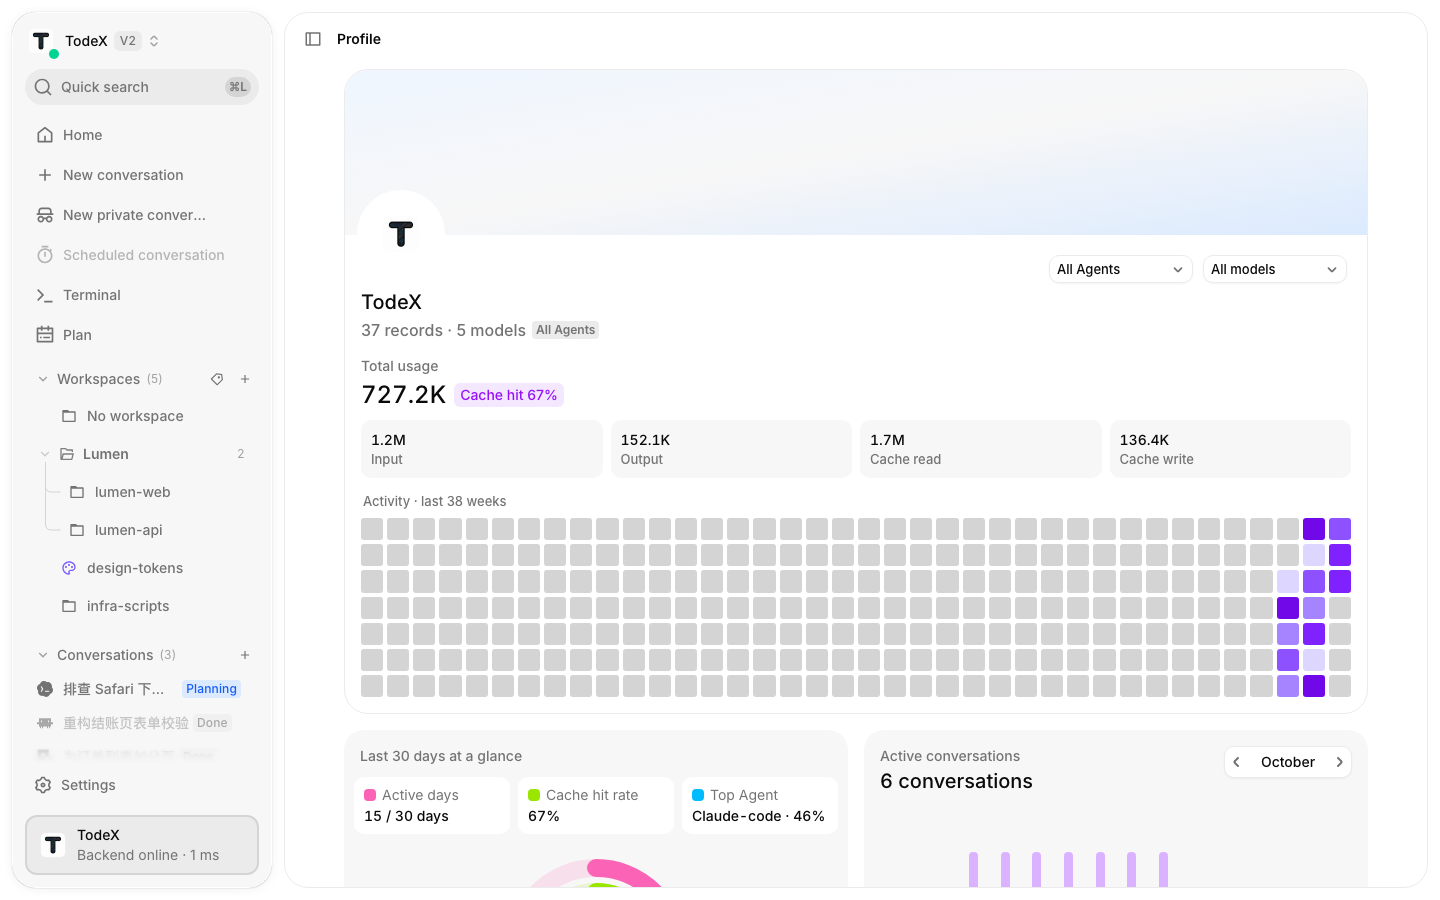 TodeX V2
Quick search ⌘L
Home
New conversation
New private conver...
Scheduled conversation
Terminal
Plan
Workspaces (5)
No workspace
Lumen 2
lumen-web
lumen-api
design-tokens
infra-scripts
Conversations (3)
排查 Safari 下... Planning
重构结账页表单校验 Done
Settings
TodeX
Backend online · 1 ms
Profile
All Agents
All models
TodeX
37 records · 5 models All Agents
Total usage
727.2K Cache hit 67%
1.2M
Input
152.1K
Output
1.7M
Cache read
136.4K
Cache write
Activity · last 38 weeks
Last 30 days at a glance
Active days
15 / 30 days
Cache hit rate
67%
Top Agent
Claude-code · 46%
Active conversations
6 conversations
October